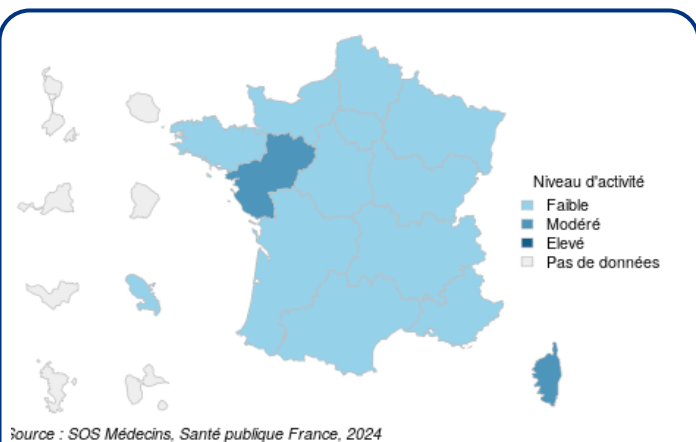 Niveau d'activité
Faible
Modéré
Elevé
Pas de données
Source : SOS Médecins, Santé publique France, 2024